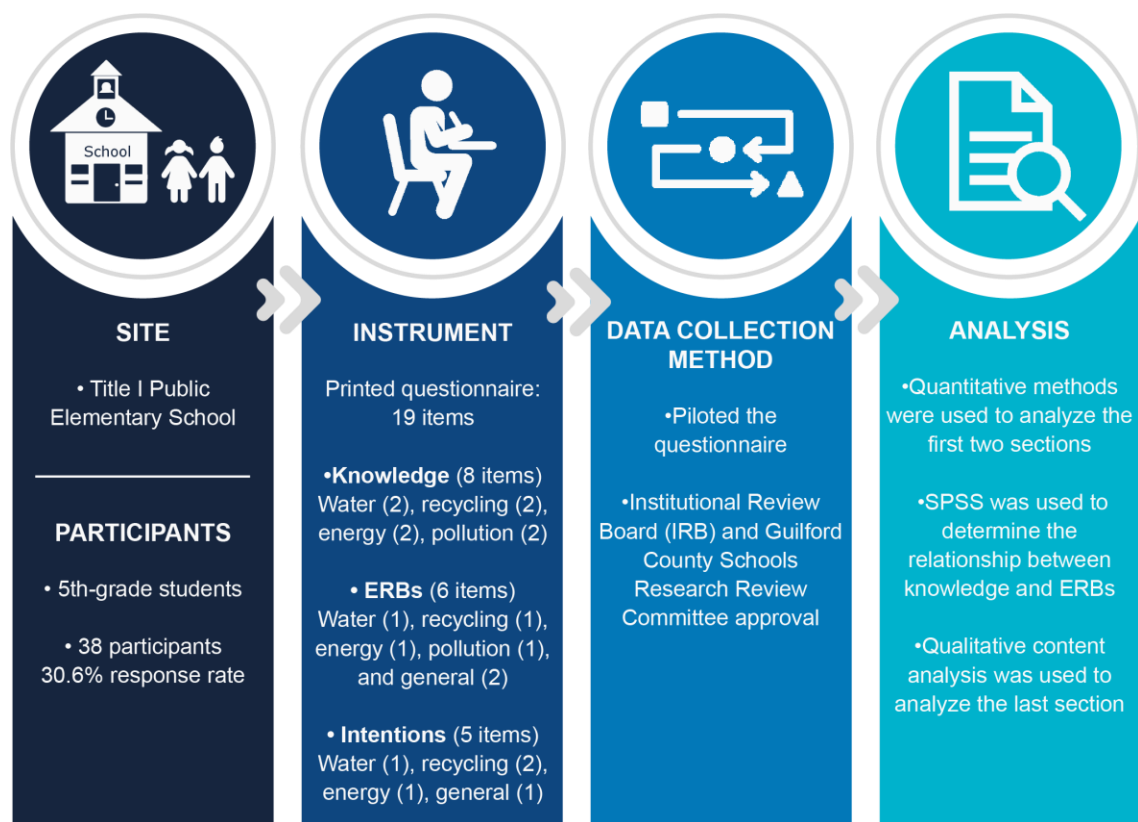 School
SITE
• Title I Public
Elementary School
PARTICIPANTS
• 5th-grade students
• 38 participants
30.6% response rate
INSTRUMENT
Printed questionnaire:
19 items
•Knowledge (8 items)
Water (2), recycling (2),
energy (2), pollution (2)
• ERBs (6 items)
Water (1), recycling (1),
energy (1), pollution (1),
and general (2)
• Intentions (5 items)
Water (1), recycling (2),
energy (1), general (1)
DATA COLLECTION
METHOD
•Piloted the
questionnaire
•Institutional Review
Board (IRB) and Guilford
County Schools
Research Review
Committee approval
ANALYSIS
•Quantitative methods
were used to analyze the
first two sections
•SPSS was used to
determine the
relationship between
knowledge and ERBs
•Qualitative content
analysis was used to
analyze the last section